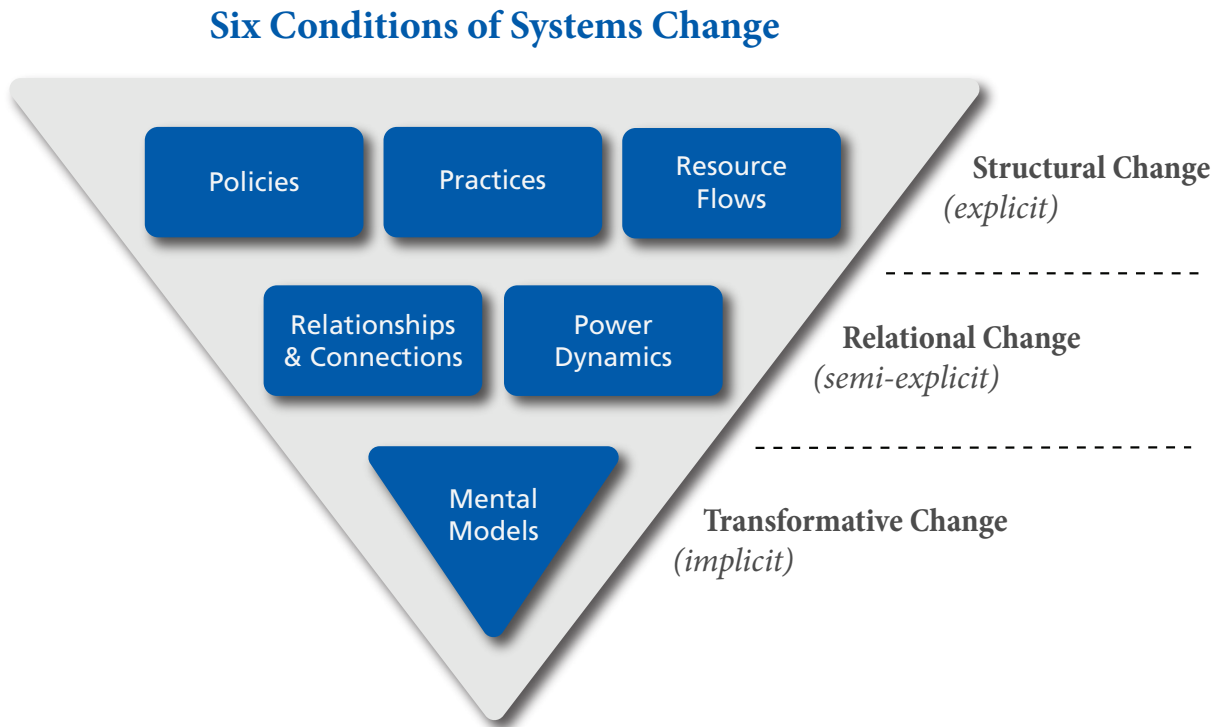 Six Conditions of Systems Change
Policies
Practices
Resource
Flows
Structural Change
(explicit)
Relationships
& Connections
Power
Dynamics
Relational Change
(semi-explicit)
Mental
Models
Transformative Change
(implicit)